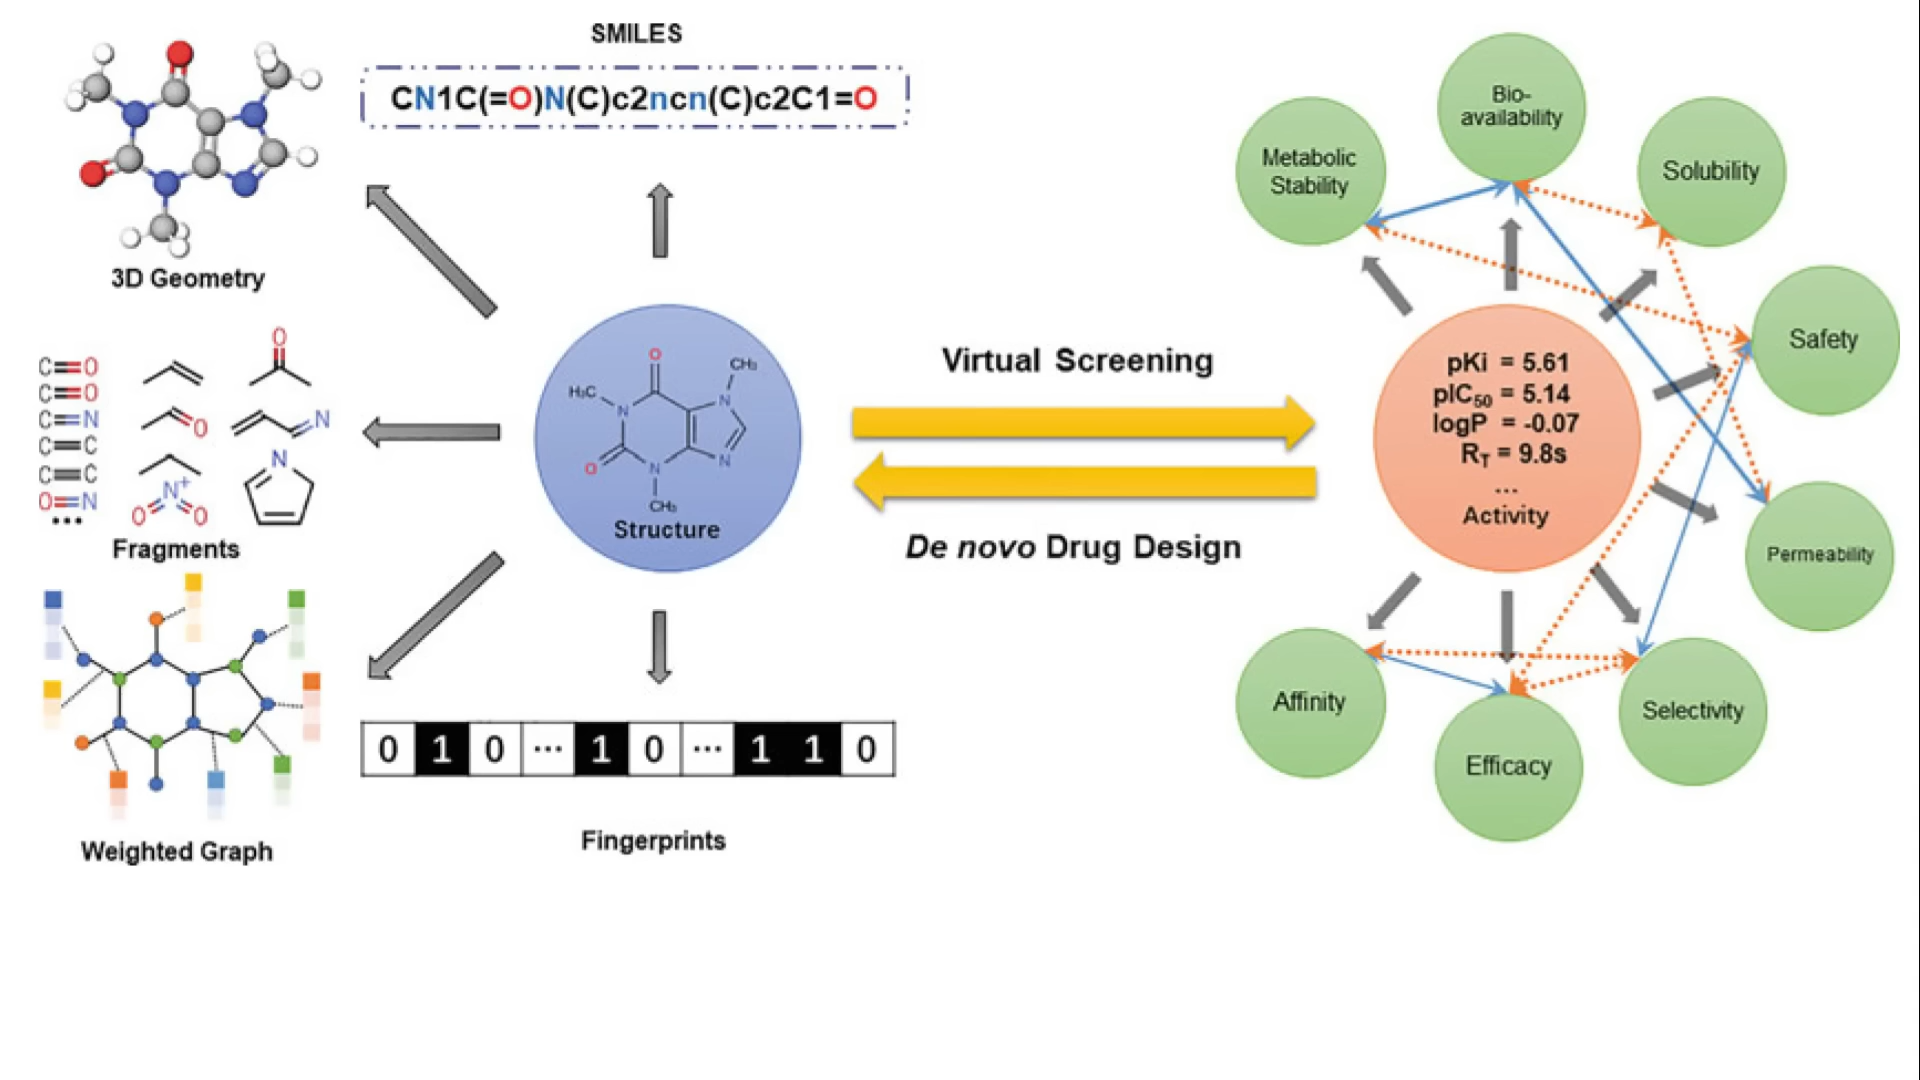 SMILES
CN1C(=O)N(C)c2ncn(C)c2C1=O
3D Geometry
C=O
C=O
C=N
C=C
C≡C
O=N
...
O
O
N
N
N+
O
O
Fragments
Weighted Graph
O
CH₃
H₃C
N
N
O
N
N
CH₃
Structure
0 1 0 ... 1 0 ... 1 1 0
Fingerprints
Virtual Screening
De novo Drug Design
Bio-
availability
Metabolic
Stability
Solubility
Safety
pKi = 5.61
pIC50 = 5.14
logP = -0.07
RT = 9.8s
...
Activity
Permeability
Affinity
Selectivity
Efficacy